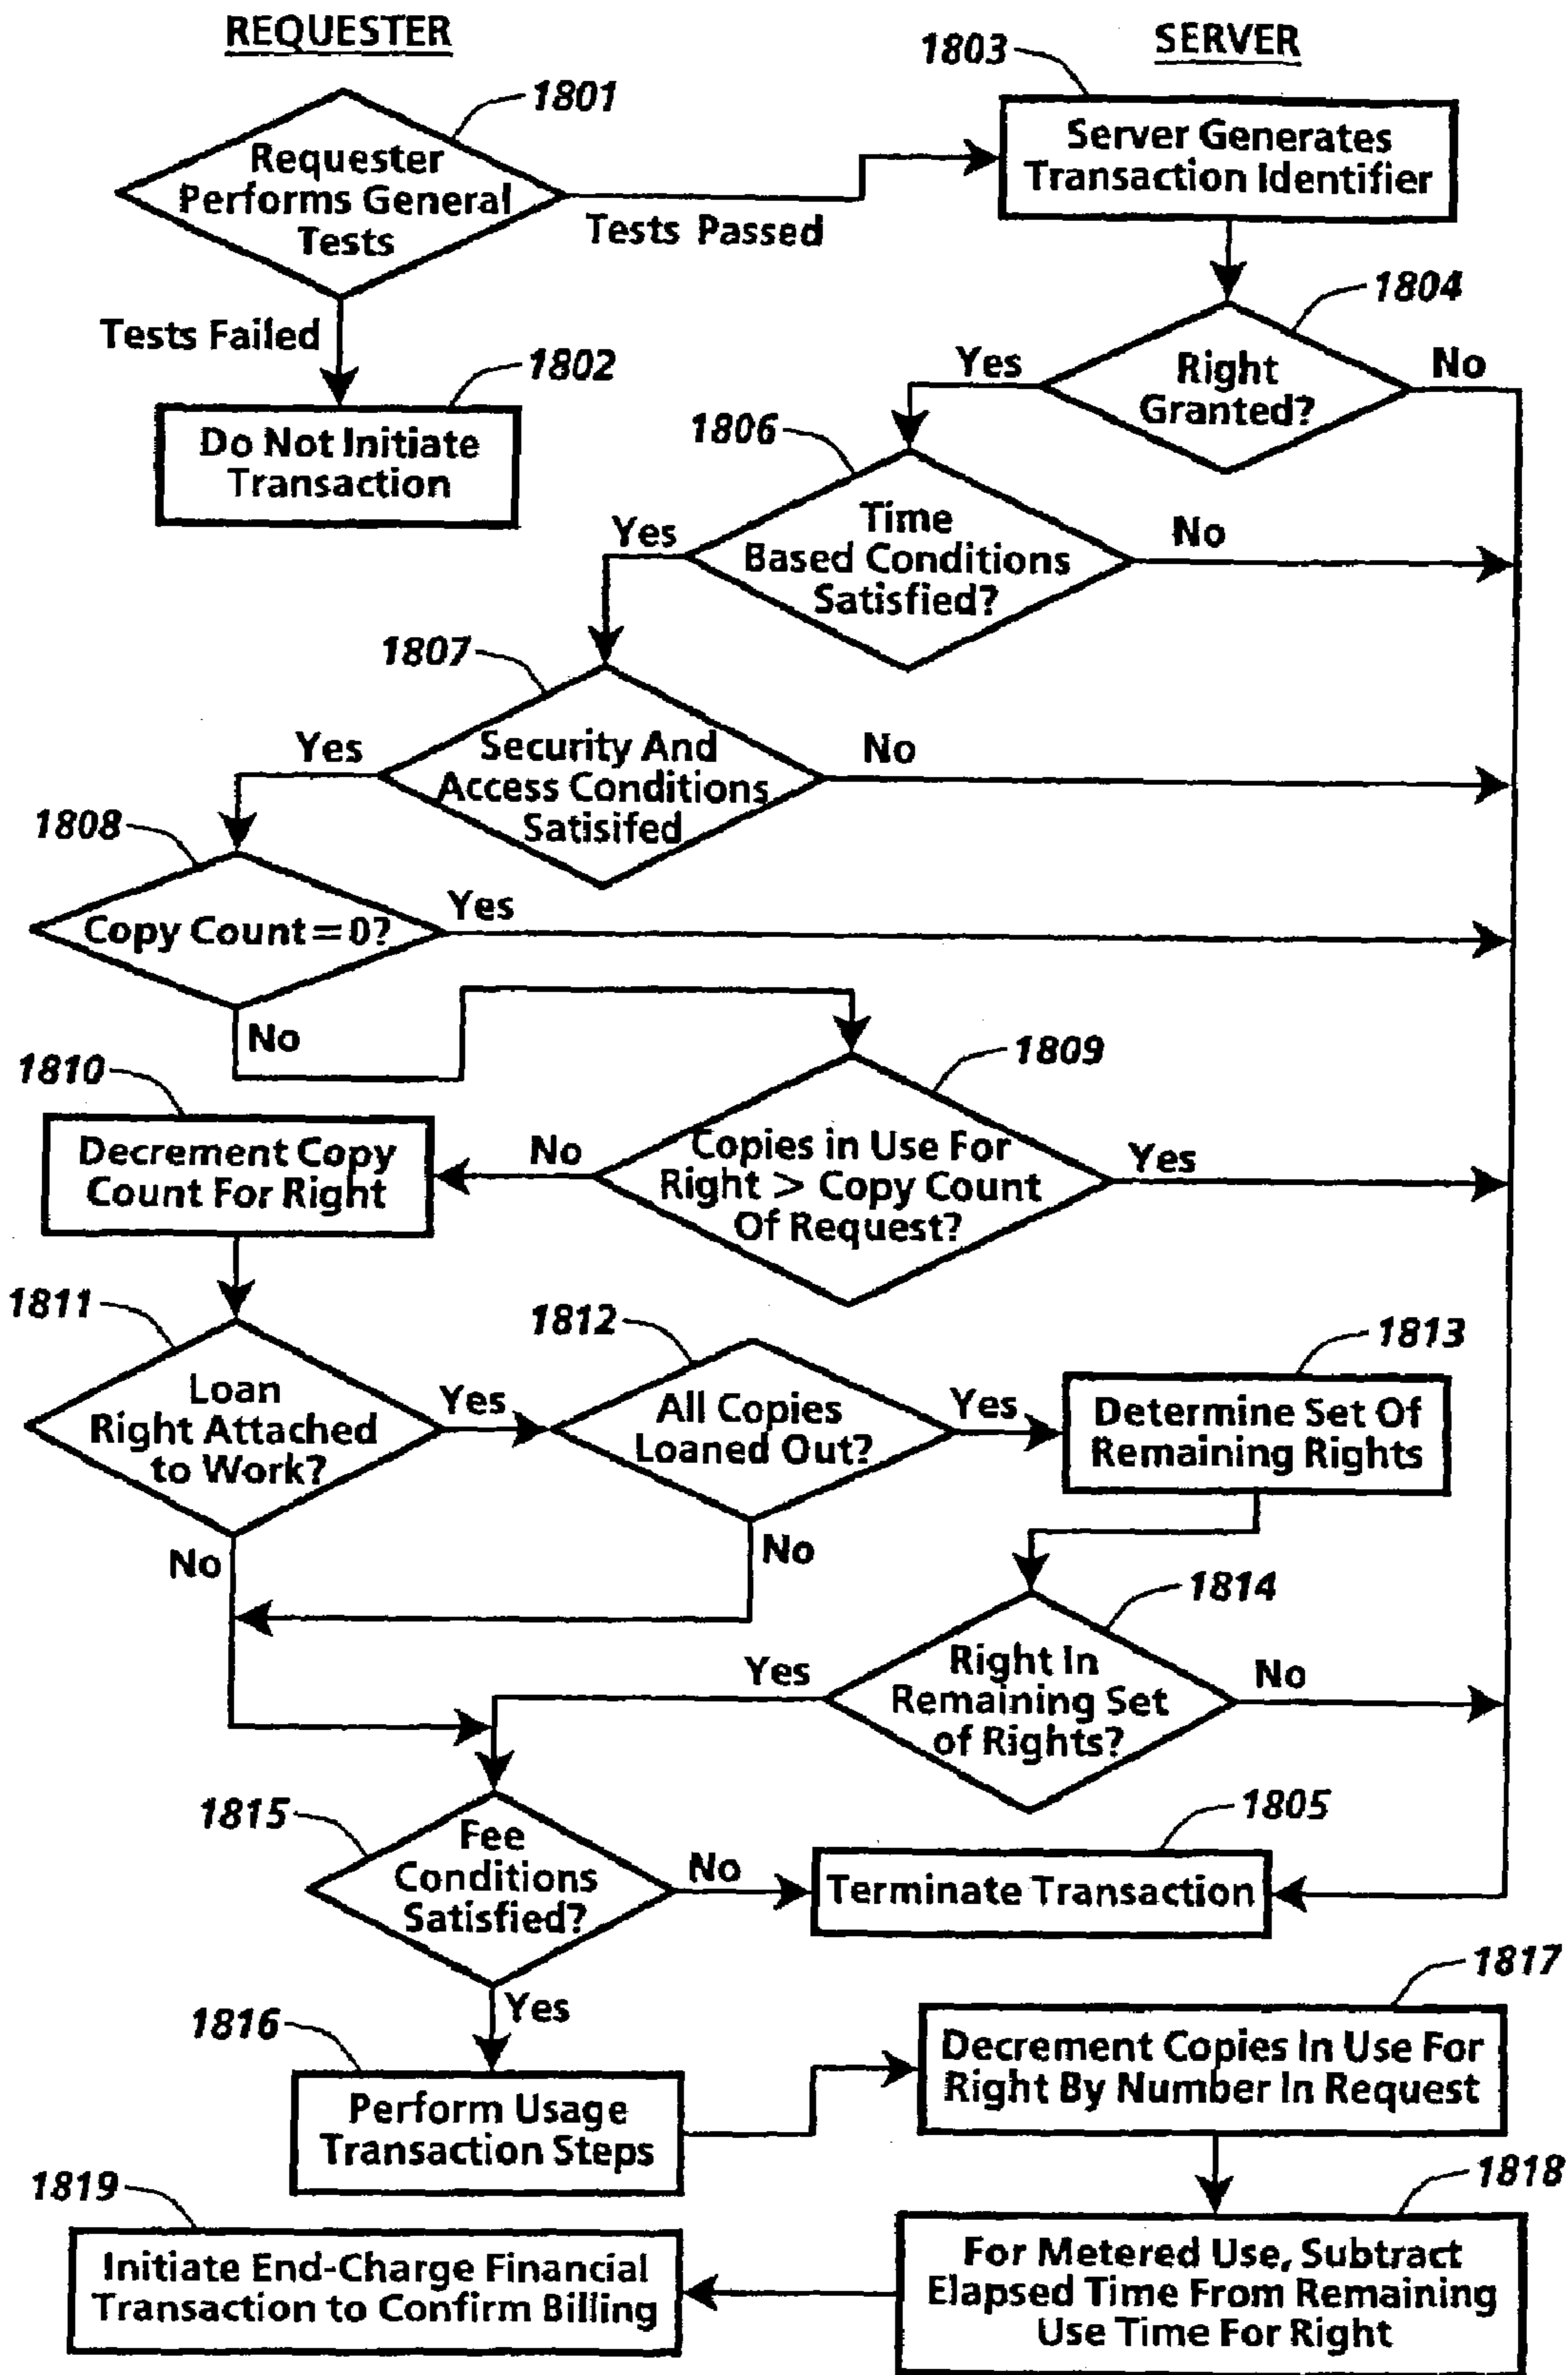 REQUESTER
SERVER
1801
1803
Requester
Performs General
Tests
Server Generates
Transaction Identifier
Tests Passed
Tests Failed
1802
Do Not Initiate
Transaction
1804
Right
Granted?
Yes
No
1806
Time
Based Conditions
Satisfied?
Yes
No
1807
Security And
Access Conditions
Satisifed
Yes
No
1808
Copy Count=0?
Yes
No
1809
Copies in Use For
Right > Copy Count
Of Request?
No
Yes
1810
Decrement Copy
Count For Right
1811
Loan
Right Attached
to Work?
Yes
No
1812
All Copies
Loaned Out?
Yes
No
1813
Determine Set Of
Remaining Rights
1814
Right In
Remaining Set
of Rights?
Yes
No
1815
Fee
Conditions
Satisfied?
No
Yes
1805
Terminate Transaction
1816
Perform Usage
Transaction Steps
1817
Decrement Copies In Use For
Right By Number In Request
1818
For Metered Use, Subtract
Elapsed Time From Remaining
Use Time For Right
1819
Initiate End-Charge Financial
Transaction to Confirm Billing